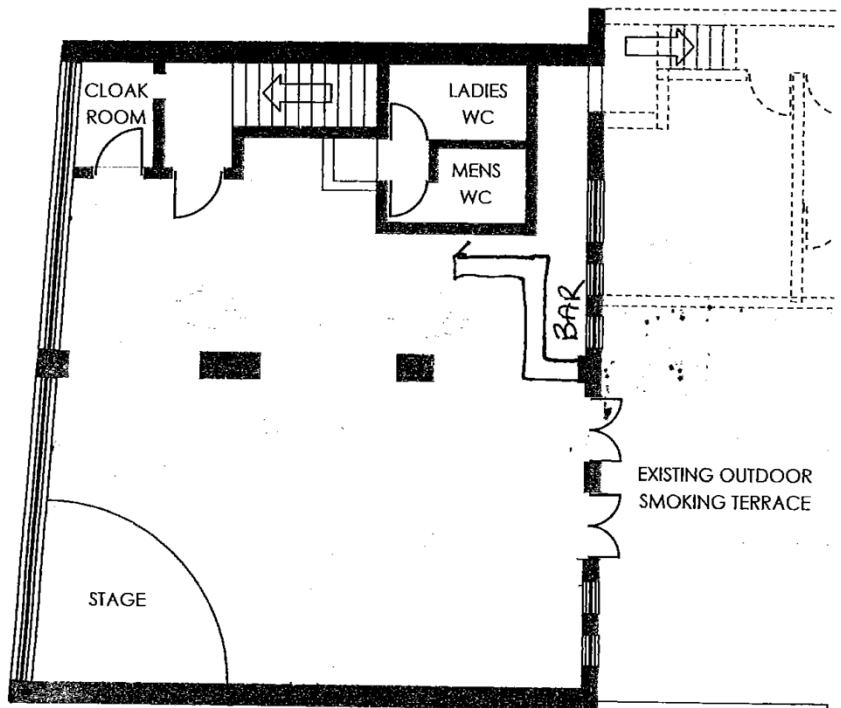 CLOAK
ROOM
LADIES
WC
MENS
WC
BAR
EXISTING OUTDOOR
SMOKING TERRACE
STAGE